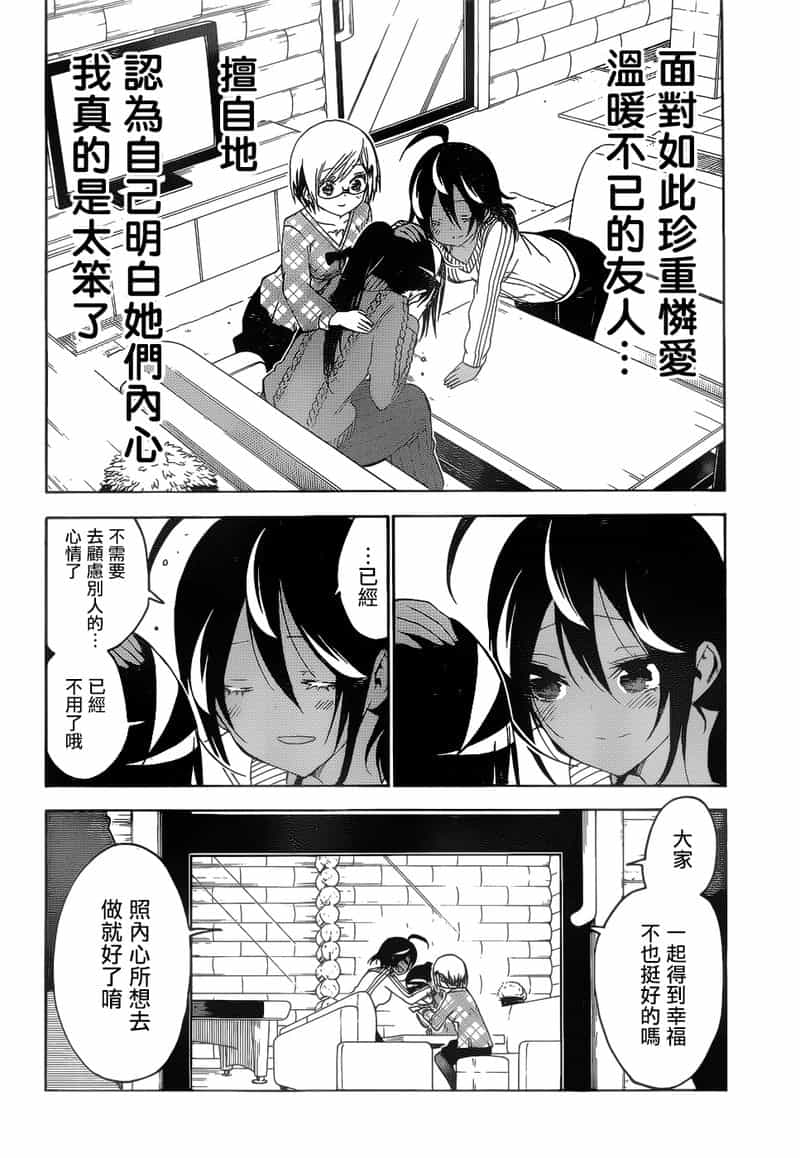 面對如此珍重憐愛
溫暖不已的友人…
擅自地
認為自己明白她們內心
我真的是太笨了
…已經
不需要
去顧慮別人的…
心情了
已經
不用了哦
大家
一起得到幸福
不也挺好的嗎
照內心所想去
做就好了唷